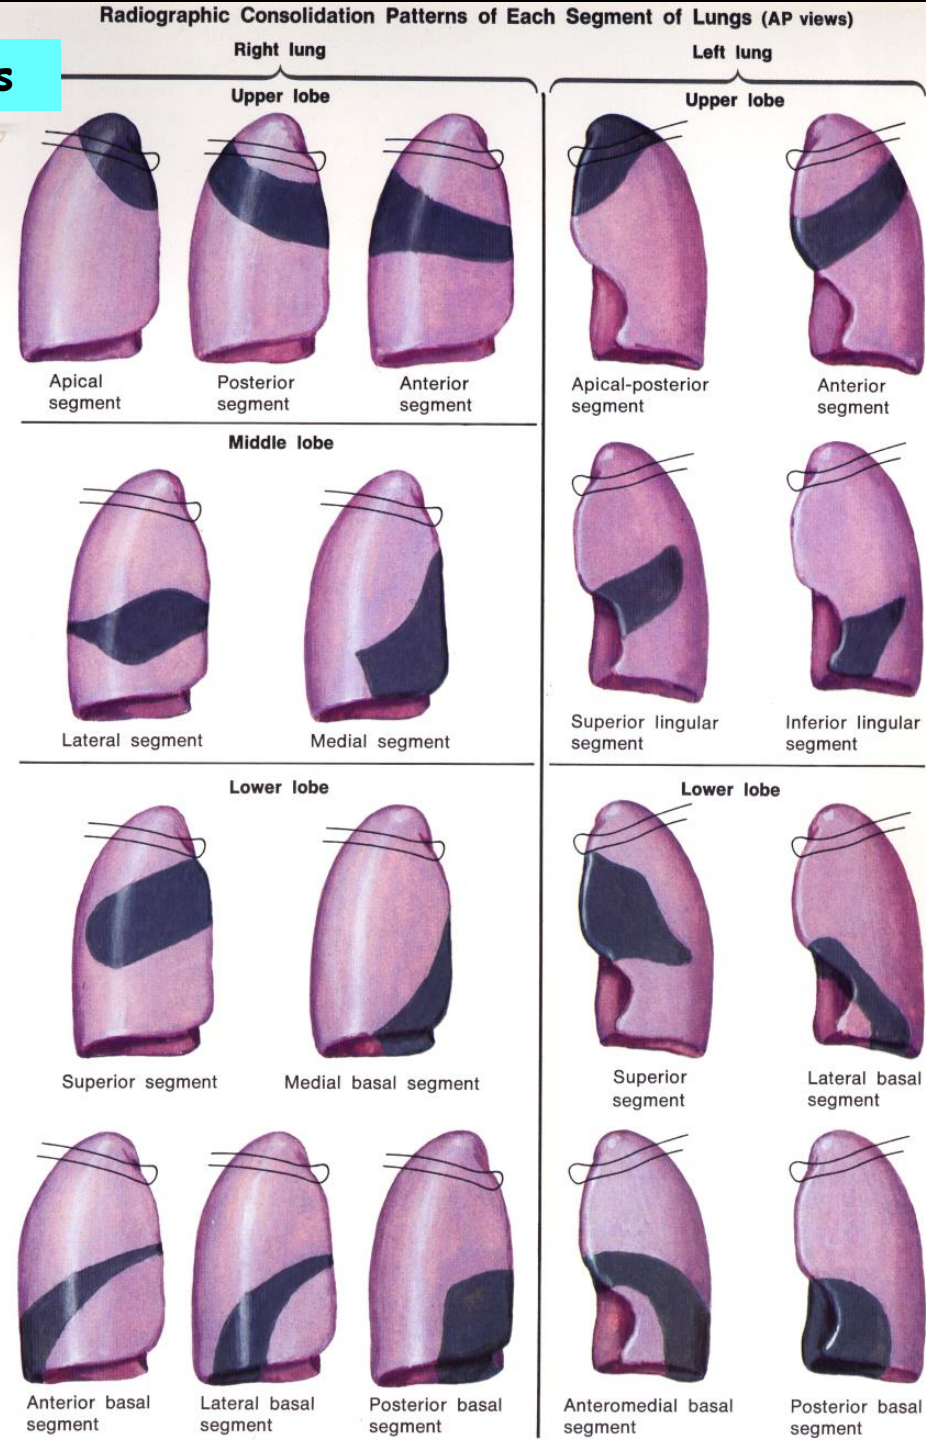 Radiographic Consolidation Patterns of Each Segment of Lungs (AP views)
s
Right lung
Left lung
Upper lobe
Upper lobe
Apical
segment
Posterior
segment
Anterior
segment
Apical-posterior
segment
Anterior
segment
Middle lobe
Lateral segment
Medial segment
Superior lingular
segment
Inferior lingular
segment
Lower lobe
Lower lobe
Superior segment
Medial basal segment
Superior
segment
Lateral basal
segment
Anterior basal
segment
Lateral basal
segment
Posterior basal
segment
Anteromedial basal
segment
Posterior basal
segment